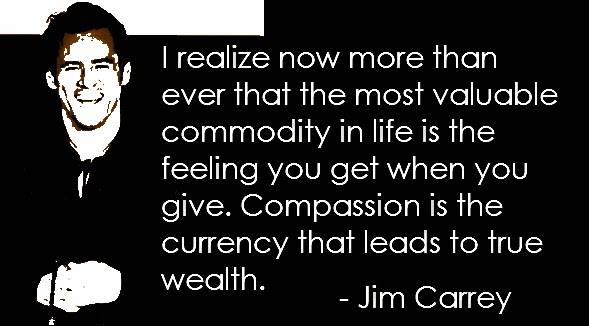 I realize now more than
ever that the most valuable
commodity in life is the
feeling you get when you
give. Compassion is the
currency that leads to true
wealth.
- Jim Carrey